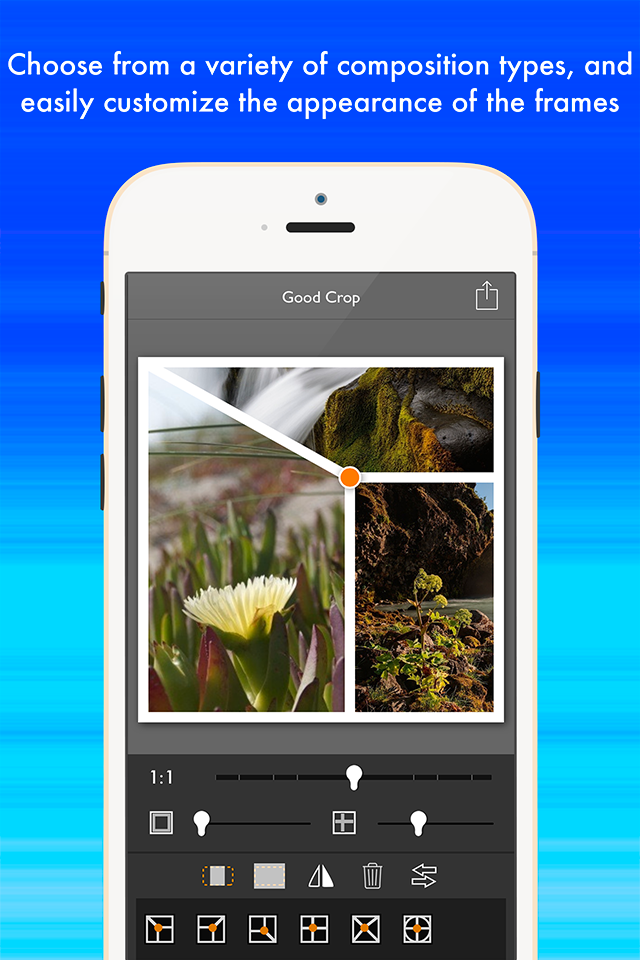 Choose from a variety of composition types, and
easily customize the appearance of the frames
Good Crop
1:1